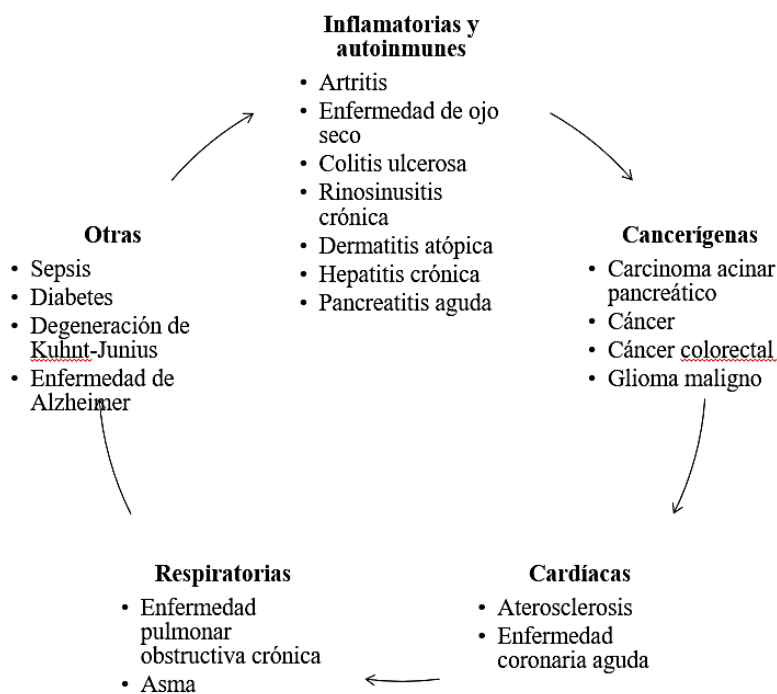 Inflamatorias y
autoinmunes
• Artritis
• Enfermedad de ojo
seco
• Colitis ulcerosa
• Rinosinusitis
crónica
• Dermatitis atópica
• Hepatitis crónica
• Pancreatitis aguda
Cancerígenas
• Carcinoma acinar
pancreático
• Cáncer
• Cáncer colorectal
• Glioma maligno
Cardíacas
• Aterosclerosis
• Enfermedad
coronaria aguda
Respiratorias
• Enfermedad
pulmonar
obstructiva crónica
• Asma
Otras
• Sepsis
• Diabetes
• Degeneración de
Kuhnt-Junius
• Enfermedad de
Alzheimer